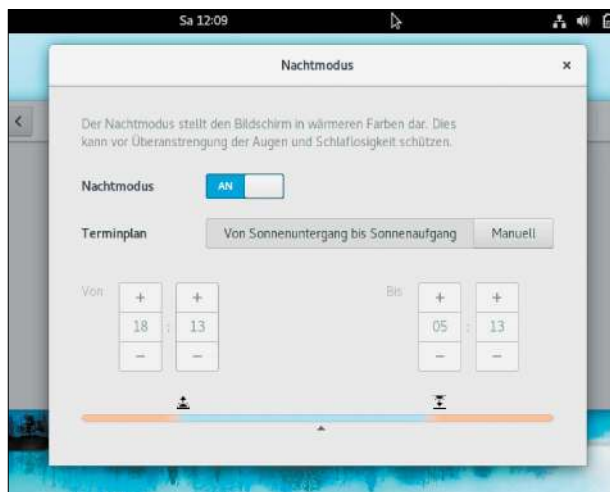 Sa 12:09
Nachtmodus
Der Nachtmodus stellt den Bildschirm in wärmeren Farben dar. Dies
kann vor Überanstrengung der Augen und Schlaflosigkeit schützen.
Nachtmodus AN
Terminplan Von Sonnenuntergang bis Sonnenaufgang Manuell
Von Bis
+ + + +
18 : 13 05 : 13
− − − −